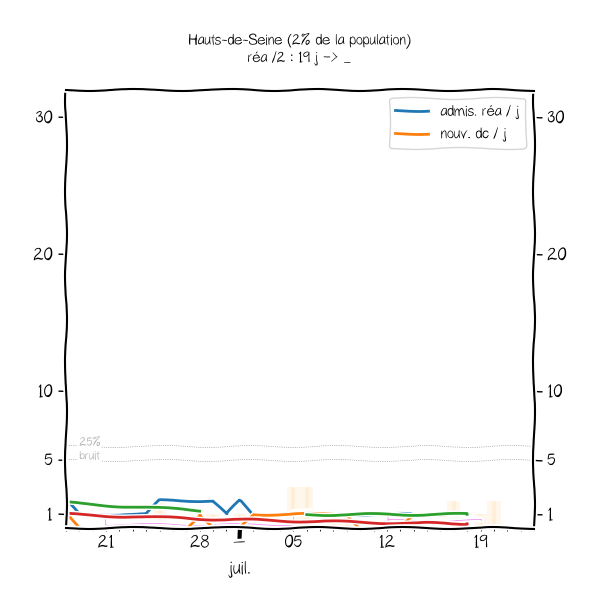 Hauts-de-Seine (2% de la population)
réa /2 : 19 j -> _
30
30
admis. réa / j
nouv. dc / j
20
20
10
10
25%
bruit
5
5
1
1
21
28
05
12
19
juil.